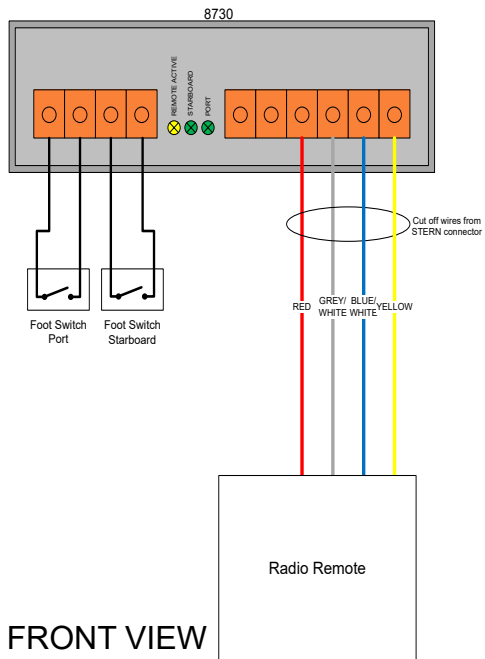 8730
REMOTE ACTIVE
STARBOARD
PORT
Cut off wires from
STERN connector
RED
GREY/
WHITE
BLUE/
WHITE
YELLOW
Foot Switch
Port
Foot Switch
Starboard
Radio Remote
FRONT VIEW